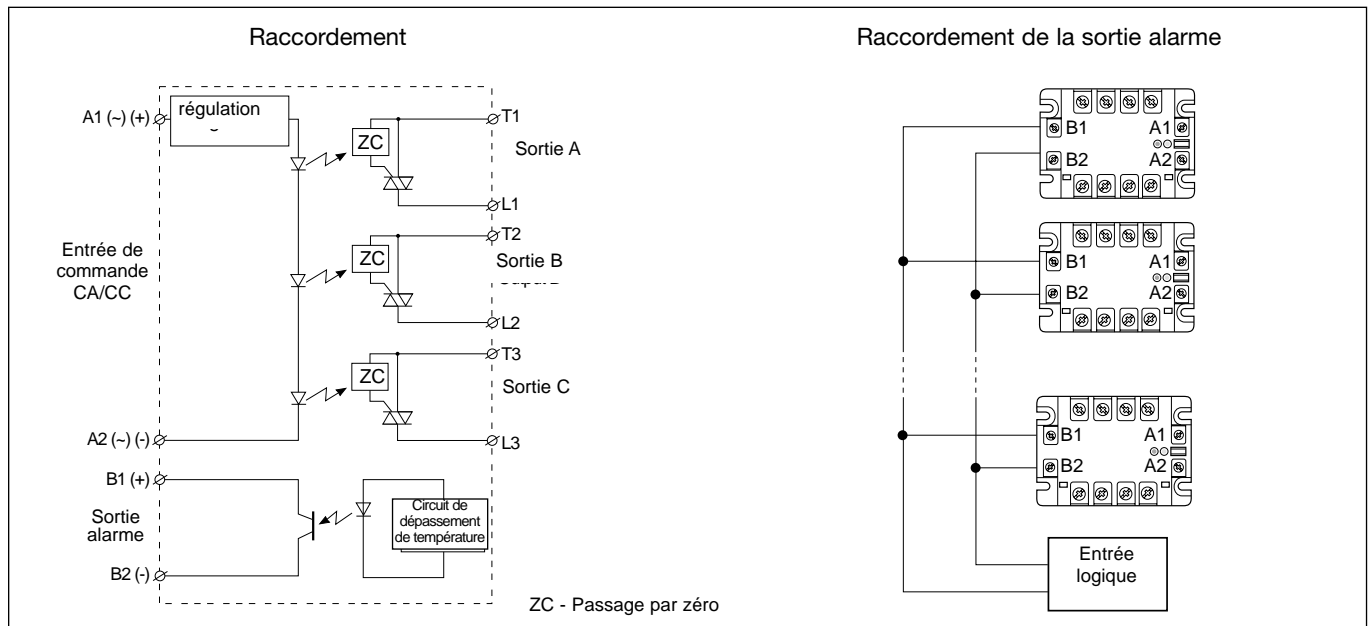 Raccordement
A1 (~) (+)
régulation
T1
ZC
Sortie A
L1
T2
Entrée de
commande
CA/CC
ZC
Sortie B
L2
T3
ZC
Sortie C
A2 (~) (-)
L3
B1 (+)
Sortie
alarme
Circuit de
dépassement
de température
B2 (-)
ZC - Passage par zéro
Raccordement de la sortie alarme
B1 A1
B2 A2
B1 A1
B2 A2
B1 A1
B2 A2
Entrée
logique